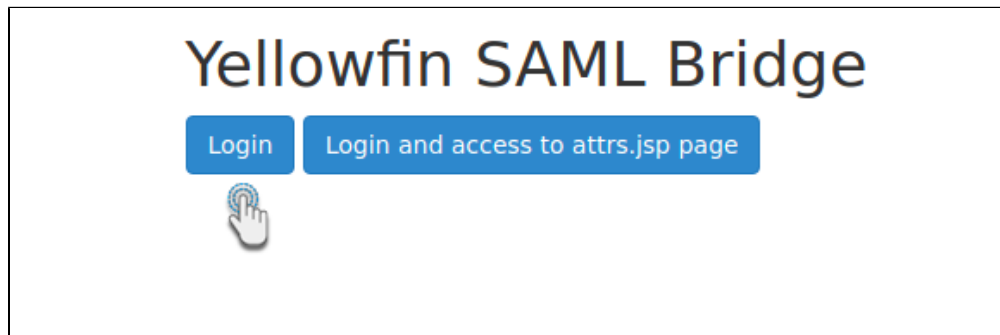 Yellowfin SAML Bridge
Login
Login and access to attrs.jsp page